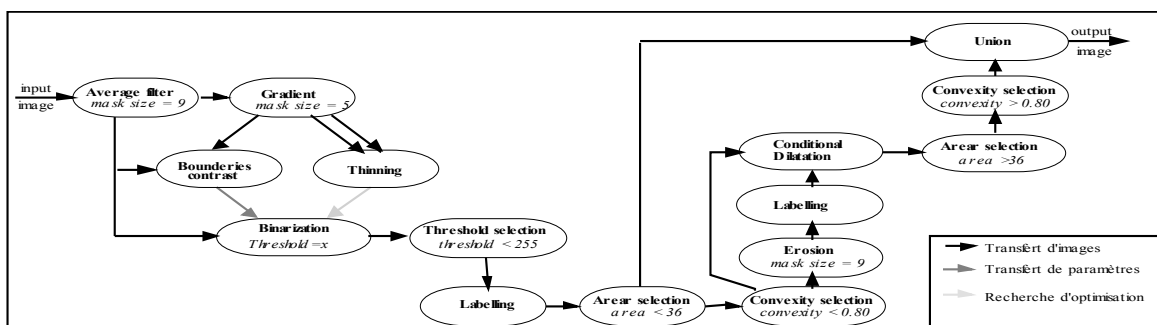 input
image
Average filter
mask size = 9
Gradient
mask size = 5
Bounderies
contrast
Thinning
Binarization
Threshold =x
Threshold selection
threshold < 255
Labelling
Arear selection
area < 36
Convexity selection
convexity < 0.80
Erosion
mask size = 9
Labelling
Conditional
Dilatation
Arear selection
area >36
Convexity selection
convexity > 0.80
Union
output
image
Transfért d'images
Transfért de paramètres
Recherche d'optimisation